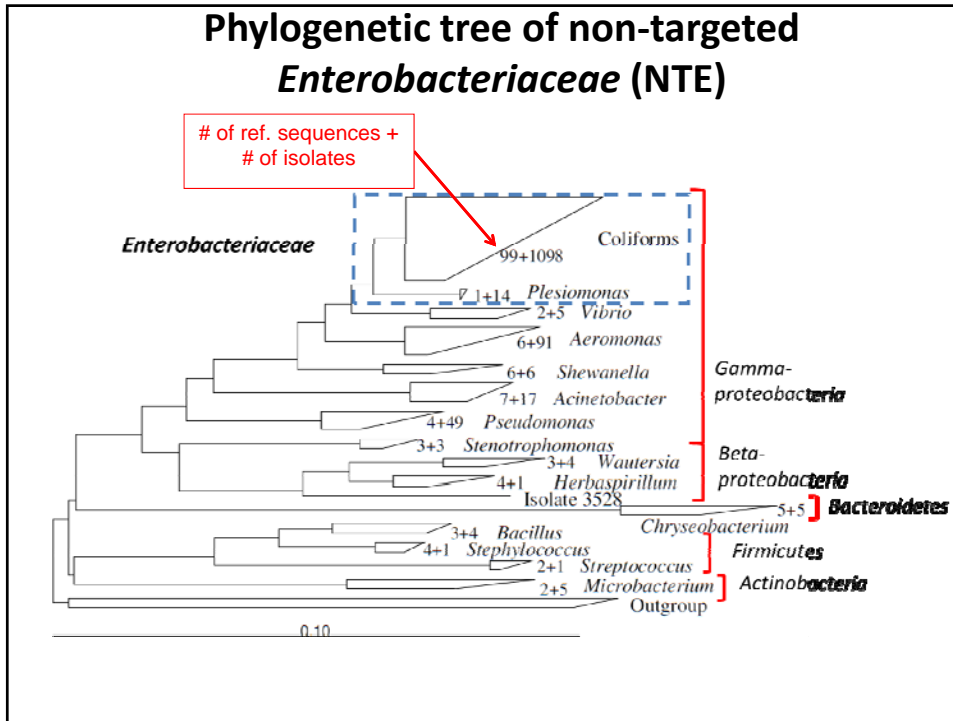 Phylogenetic tree of non-targeted
Enterobacteriaceae (NTE)
# of ref. sequences +
# of isolates
Enterobacteriaceae
Coliforms
99+1098
1+14 Plesiomonas
2+5 Vibrio
6+91 Aeromonas
6+6 Shewanella
7+17 Acinetobacter
4+49 Pseudomonas
3+3 Stenotrophomonas
3+4 Wautersia
4+1 Herbaspirillum
Isolate 3528
5+5
Chryseobacterium
3+4 Bacillus
4+1 Stephylococcus
2+1 Streptococcus
2+5 Microbacterium
Outgroup
Gamma-
proteobacteria
Beta-
proteobacteria
Bacteroidetes
Firmicutes
Actinobacteria
0.10